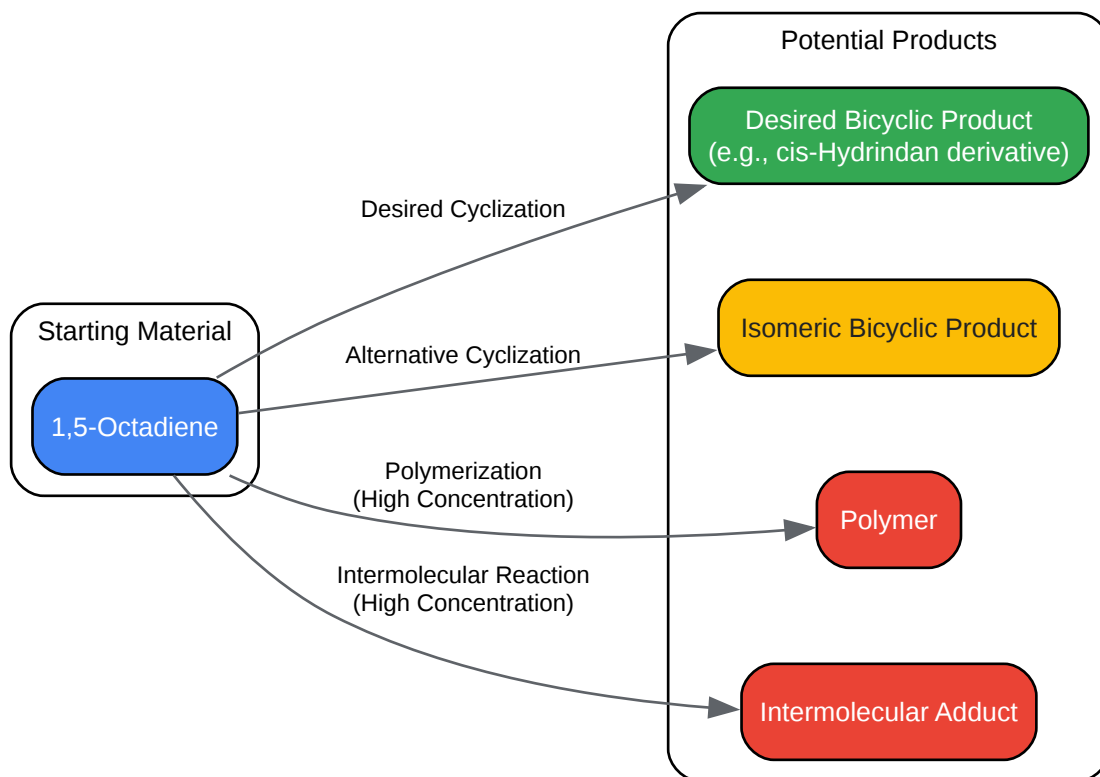 Potential Products
Desired Bicyclic Product
(e.g., cis-Hydrindan derivative)
Desired Cyclization
Starting Material
1,5-Octadiene
Alternative Cyclization
Isomeric Bicyclic Product
Polymerization
(High Concentration)
Polymer
Intermolecular Reaction
(High Concentration)
Intermolecular Adduct